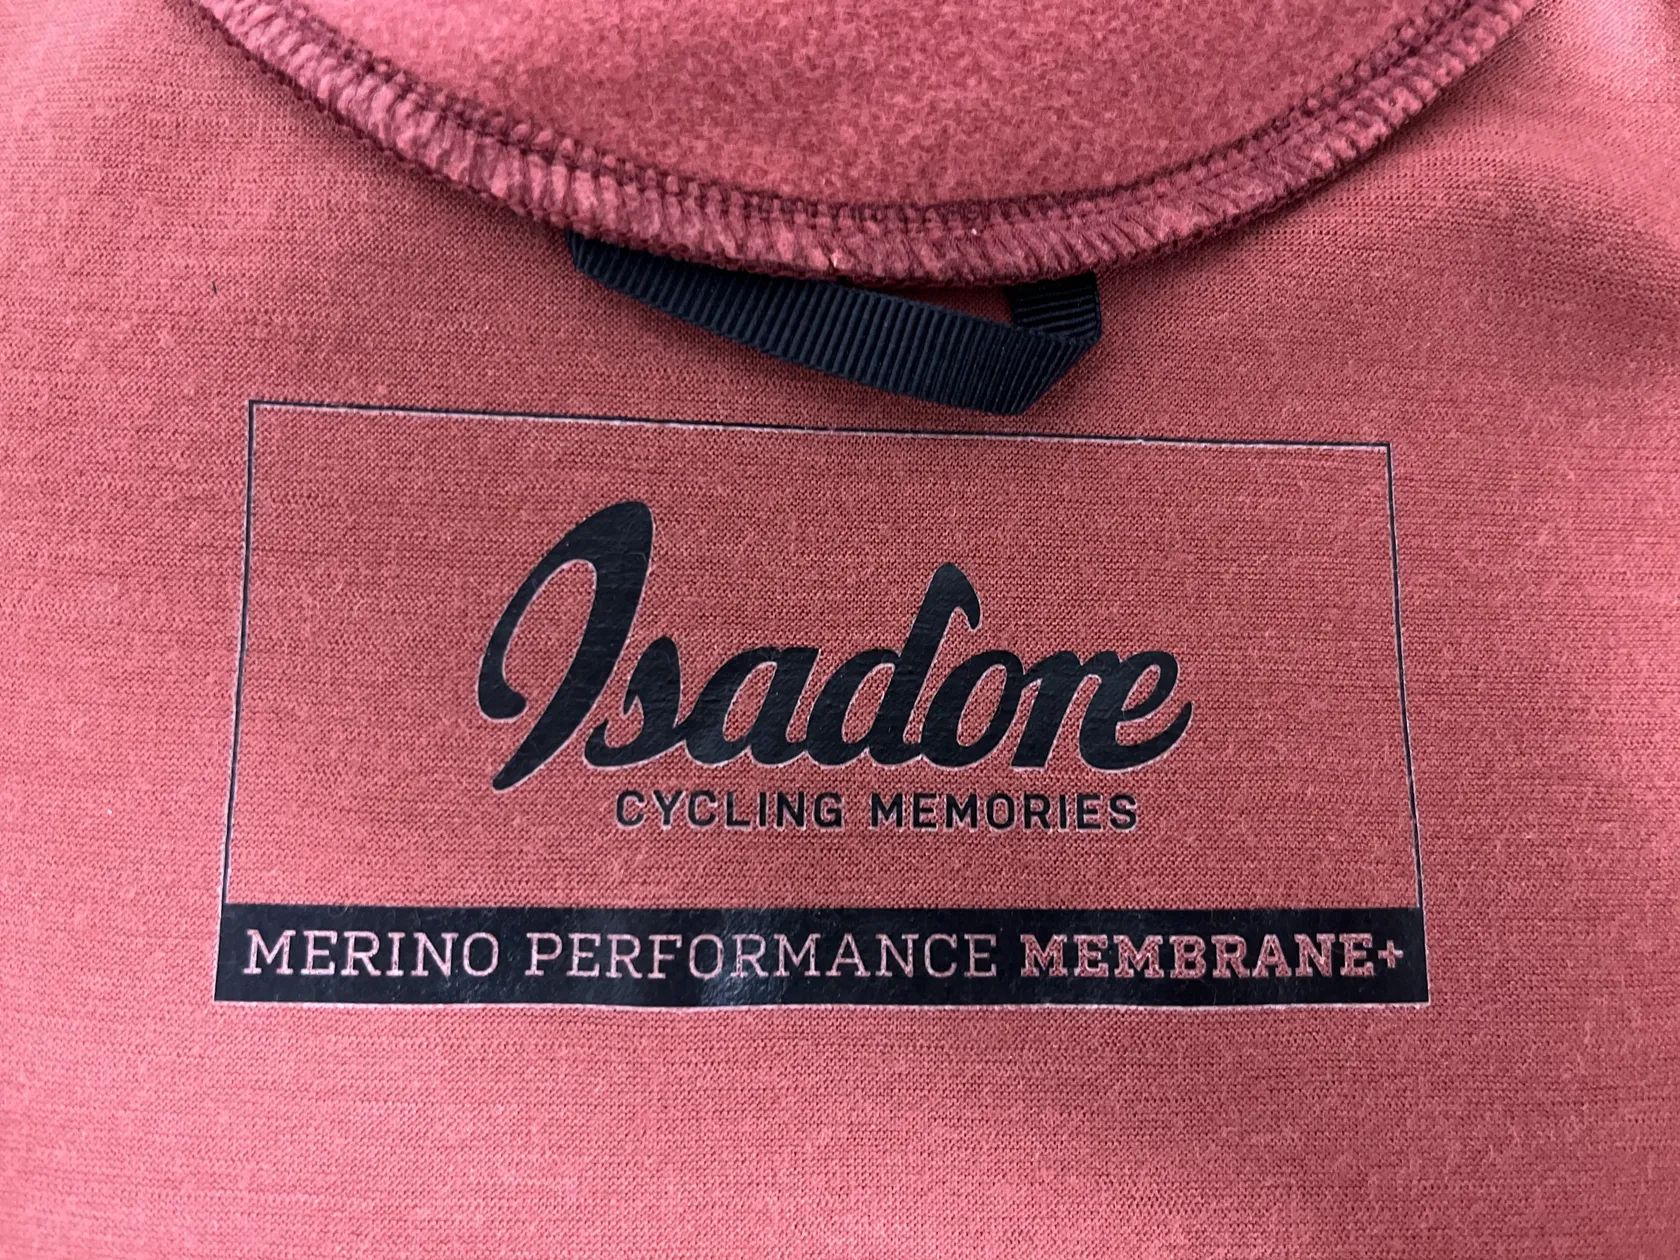 Isadore
CYCLING MEMORIES
MERINO PERFORMANCE MEMBRANE+